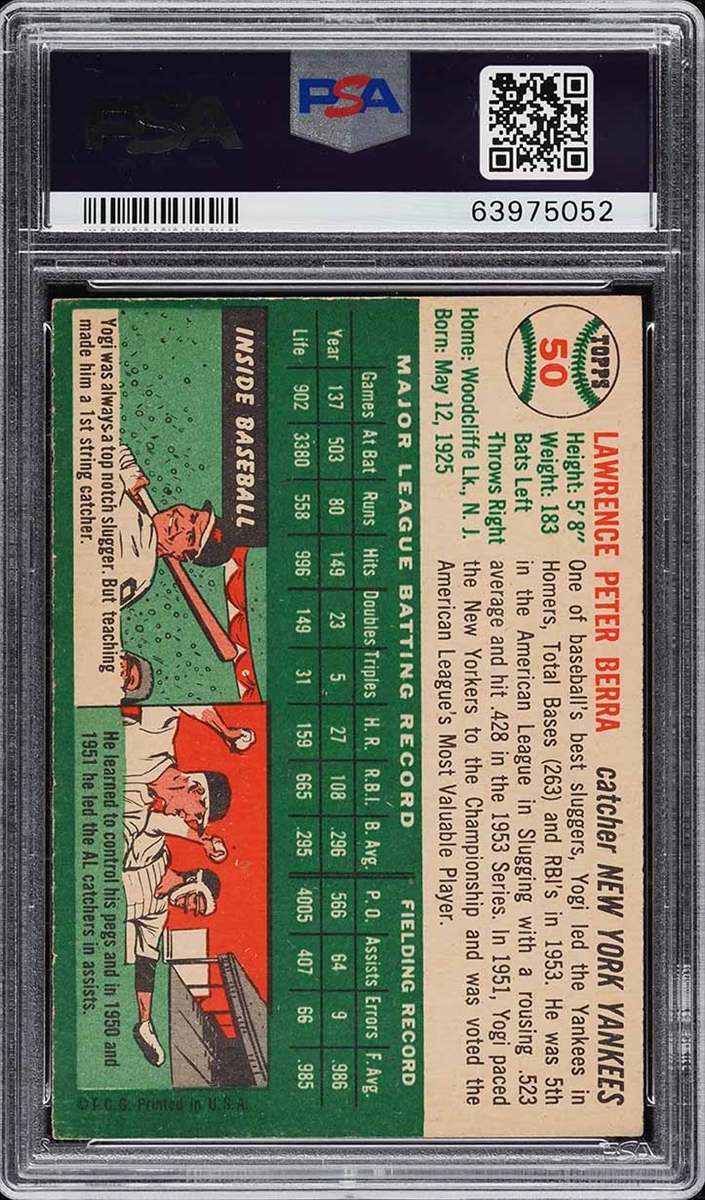 PSA
PSA
63975052
TOPPS
50
LAWRENCE PETER BERRA catcher NEW YORK YANKEES
Height: 5' 8"
Weight: 183
Bats Left
Throws Right
Home: Woodcliffe Lk., N. J.
Born: May 12, 1925
One of baseball's best sluggers, Yogi led the Yankees in
Homers, Total Bases (263) and RBI's in 1953. He was 5th
in the American League in Slugging with a rousing .523
average and hit .428 in the 1953 Series. In 1951, Yogi paced
the New Yorkers to the Championship and was voted the
American League's Most Valuable Player.
MAJOR LEAGUE BATTING RECORD FIELDING RECORD
Games At Bat Runs Hits Doubles Triples H.R. R.B.I. B. Avg. P.O. Assists Errors F. Avg.
Year 137 503 80 149 23 5 27 108 .296 566 64 9 .986
Life 902 3380 558 996 149 31 159 665 .295 4005 407 66 .985
INSIDE BASEBALL
Yogi was always a top notch slugger. But teaching
made him a 1st string catcher.
He learned to control his pegs and in 1950 and
1951 he led the AL catchers in assists.
©T.C.G. Printed in U.S.A.
PSA